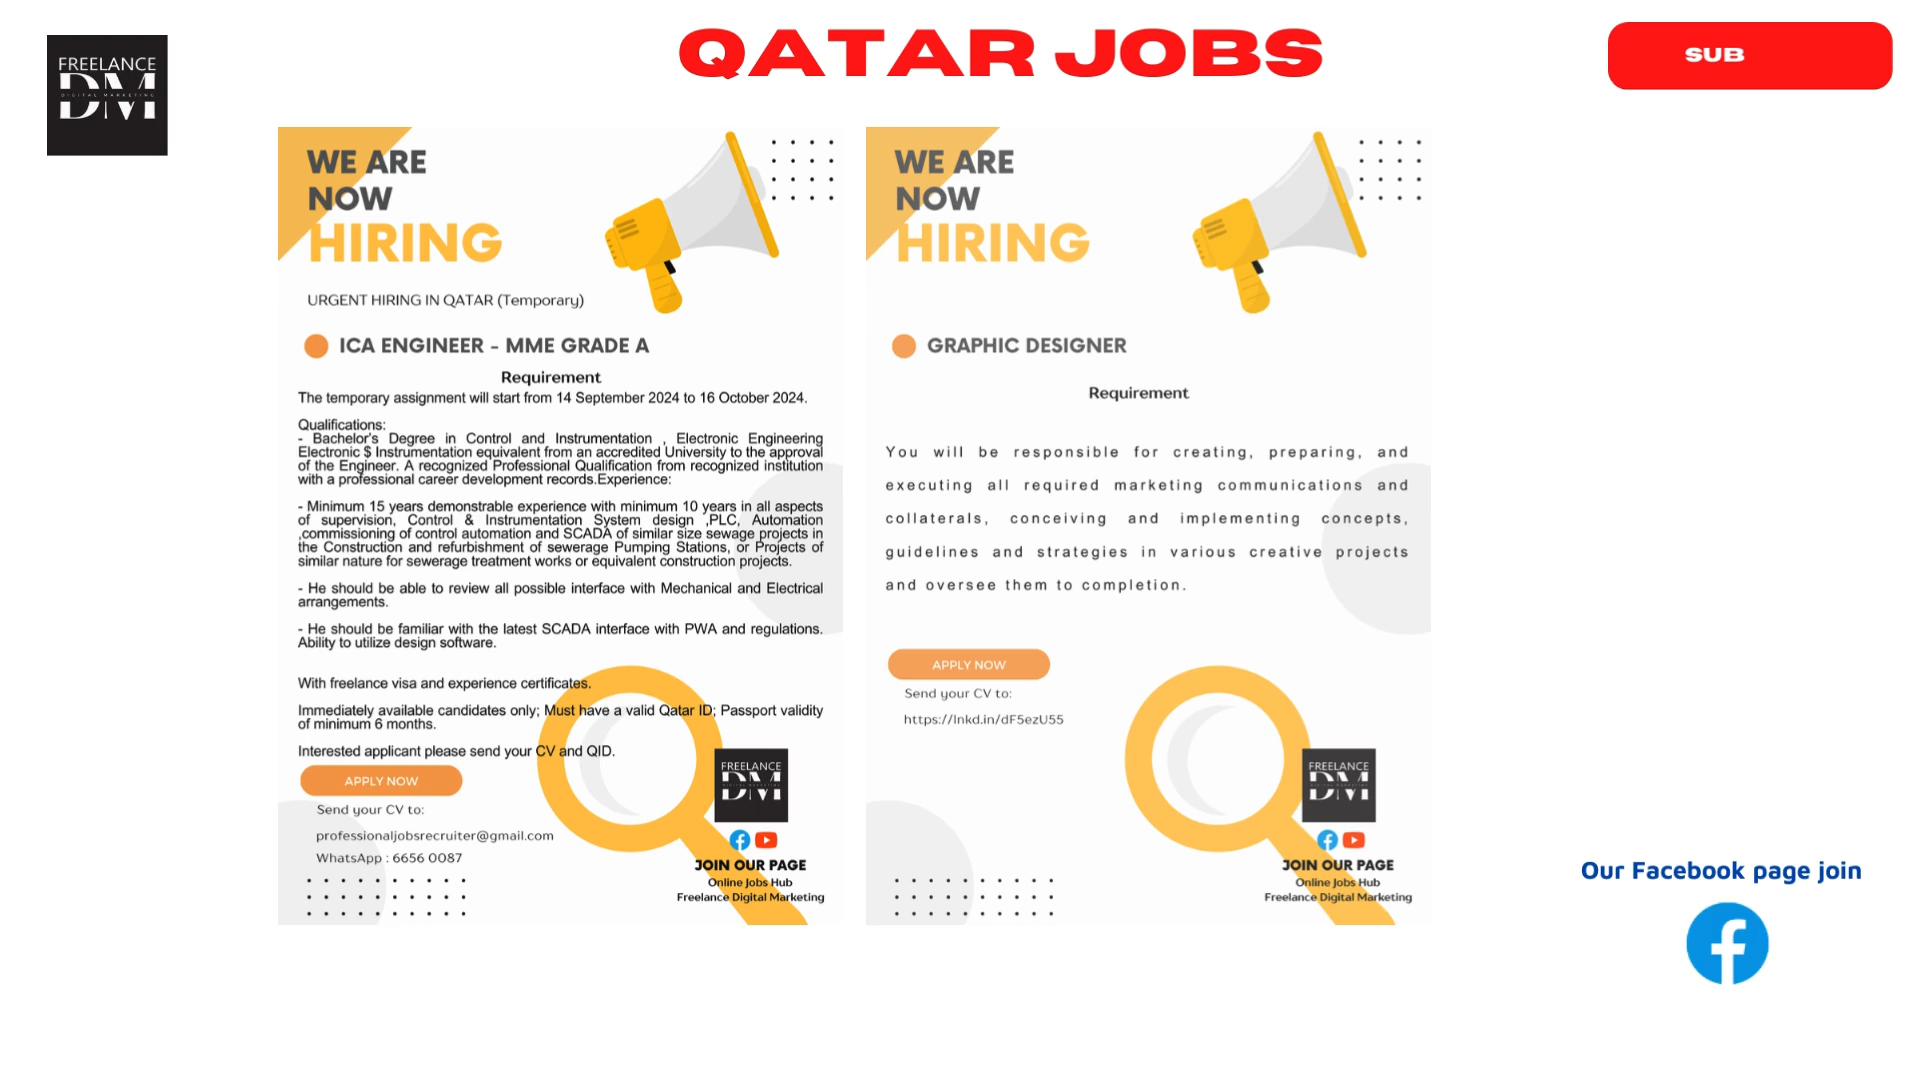 FREELANCE
DM
DIGITAL MARKETING
QATAR JOBS
SUB
WE ARE
NOW
HIRING
URGENT HIRING IN QATAR (Temporary)
ICA ENGINEER - MME GRADE A
Requirement
The temporary assignment will start from 14 September 2024 to 16 October 2024.
Qualifications:
- Bachelor's Degree in Control and Instrumentation , Electronic Engineering
Electronic $ Instrumentation equivalent from an accredited University to the approval
of the Engineer. A recognized Professional Qualification from recognized institution
with a professional career development records.Experience:
- Minimum 15 years demonstrable experience with minimum 10 years in all aspects
of supervision, Control & Instrumentation System design ,PLC, Automation
,commissioning of control automation and SCADA of similar size sewage projects in
the Construction and refurbishment of sewerage Pumping Stations, or Projects of
similar nature for sewerage treatment works or equivalent construction projects.
- He should be able to review all possible interface with Mechanical and Electrical
arrangements.
- He should be familiar with the latest SCADA interface with PWA and regulations.
Ability to utilize design software.
With freelance visa and experience certificates.
Immediately available candidates only; Must have a valid Qatar ID; Passport validity
of minimum 6 months.
Interested applicant please send your CV and QID.
APPLY NOW
Send your CV to:
professionaljobsrecruiter@gmail.com
WhatsApp : 6656 0087
FREELANCE
DM
JOIN OUR PAGE
Online Jobs Hub
Freelance Digital Marketing
WE ARE
NOW
HIRING
GRAPHIC DESIGNER
Requirement
You will be responsible for creating, preparing, and
executing all required marketing communications and
collaterals, conceiving and implementing concepts,
guidelines and strategies in various creative projects
and oversee them to completion.
APPLY NOW
Send your CV to:
https://lnkd.in/dF5ezU55
FREELANCE
DM
JOIN OUR PAGE
Online Jobs Hub
Freelance Digital Marketing
Our Facebook page join